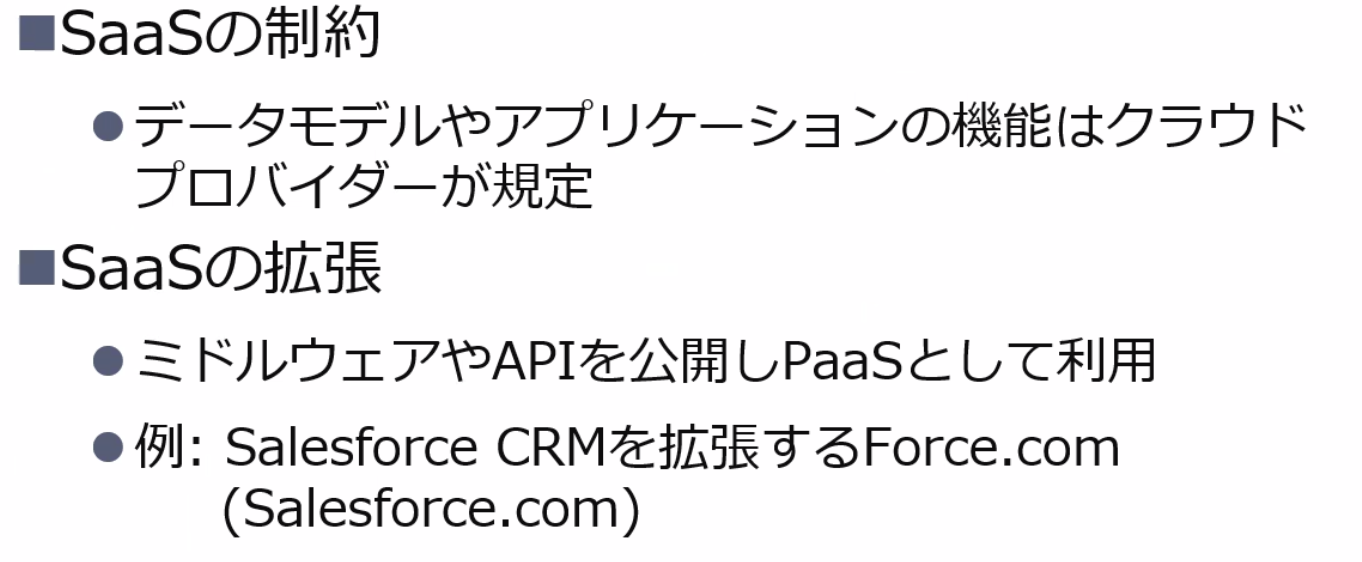 ■SaaSの制約
●データモデルやアプリケーションの機能はクラウド
プロバイダーが規定
■SaaSの拡張
●ミドルウェアやAPIを公開しPaaSとして利用
●例: Salesforce CRMを拡張するForce.com
(Salesforce.com)